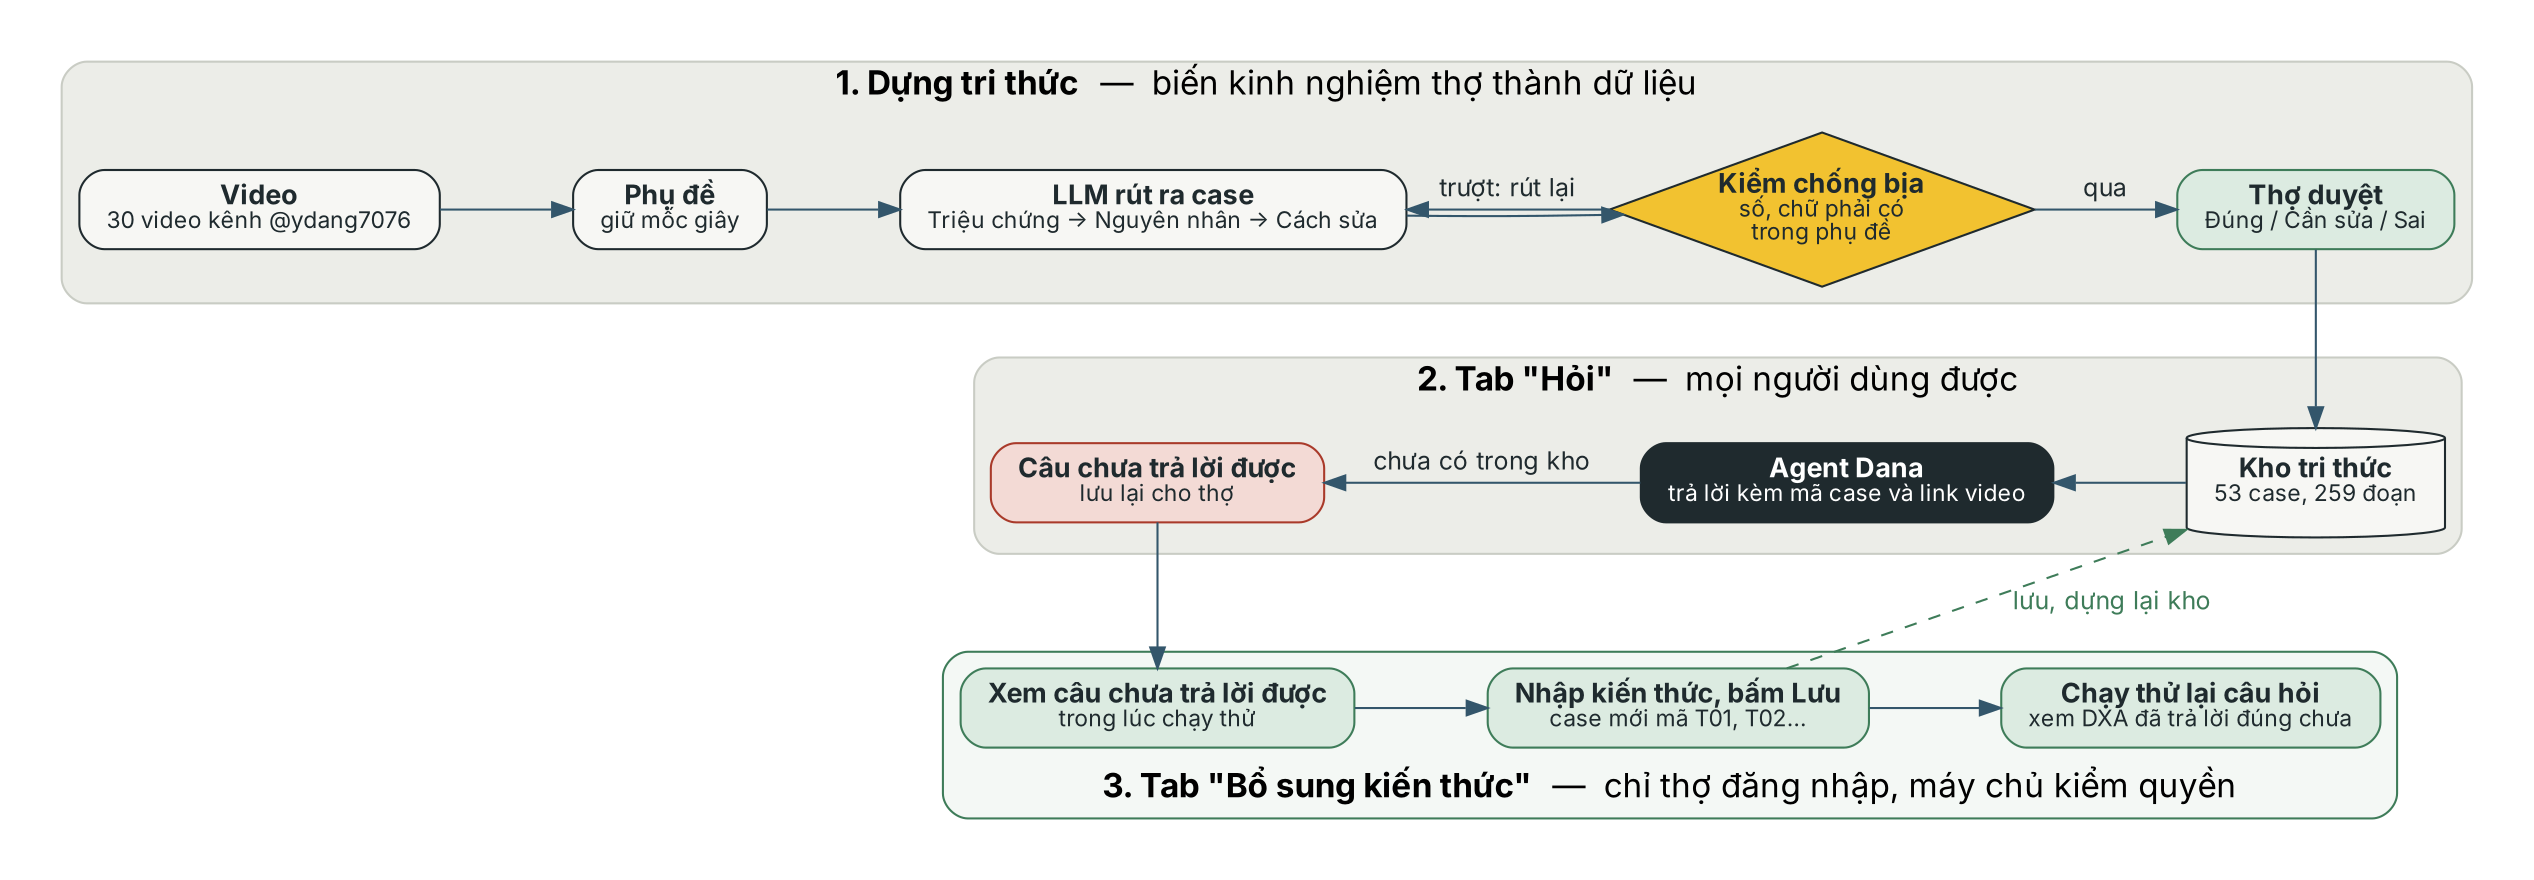 1. Dựng tri thức — biến kinh nghiệm thợ thành dữ liệu
Video
30 video kênh @ydang7076
Phụ đề
giữ mốc giây
LLM rút ra case
Triệu chứng → Nguyên nhân → Cách sửa
trượt: rút lại
Kiểm chống bịa
số, chữ phải có
trong phụ đề
qua
Thợ duyệt
Đúng / Cần sửa / Sai
2. Tab "Hỏi" — mọi người dùng được
Câu chưa trả lời được
lưu lại cho thợ
chưa có trong kho
Agent Dana
trả lời kèm mã case và link video
Kho tri thức
53 case, 259 đoạn
lưu, dựng lại kho
Xem câu chưa trả lời được
trong lúc chạy thử
Nhập kiến thức, bấm Lưu
case mới mã T01, T02...
Chạy thử lại câu hỏi
xem DXA đã trả lời đúng chưa
3. Tab "Bổ sung kiến thức" — chỉ thợ đăng nhập, máy chủ kiểm quyền